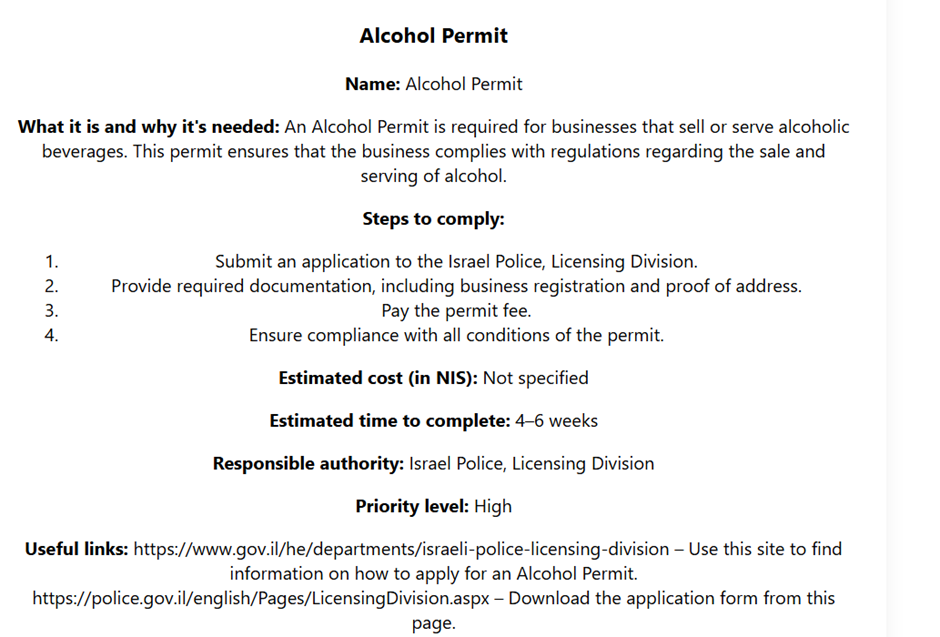 Alcohol Permit
Name: Alcohol Permit
What it is and why it's needed: An Alcohol Permit is required for businesses that sell or serve alcoholic
beverages. This permit ensures that the business complies with regulations regarding the sale and
serving of alcohol.
Steps to comply:
1. Submit an application to the Israel Police, Licensing Division.
2. Provide required documentation, including business registration and proof of address.
3. Pay the permit fee.
4. Ensure compliance with all conditions of the permit.
Estimated cost (in NIS): Not specified
Estimated time to complete: 4–6 weeks
Responsible authority: Israel Police, Licensing Division
Priority level: High
Useful links: https://www.gov.il/he/departments/israeli-police-licensing-division – Use this site to find
information on how to apply for an Alcohol Permit.
https://police.gov.il/english/Pages/LicensingDivision.aspx – Download the application form from this
page.